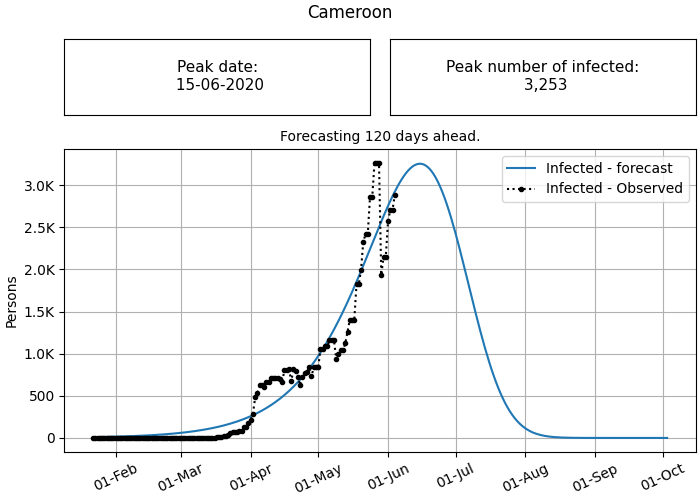 Cameroon
Peak date:
15-06-2020
Peak number of infected:
3,253
Forecasting 120 days ahead.
Infected - forecast
Infected - Observed
Persons
3.0K
2.5K
2.0K
1.5K
1.0K
500
0
01-Feb
01-Mar
01-Apr
01-May
01-Jun
01-Jul
01-Aug
01-Sep
01-Oct